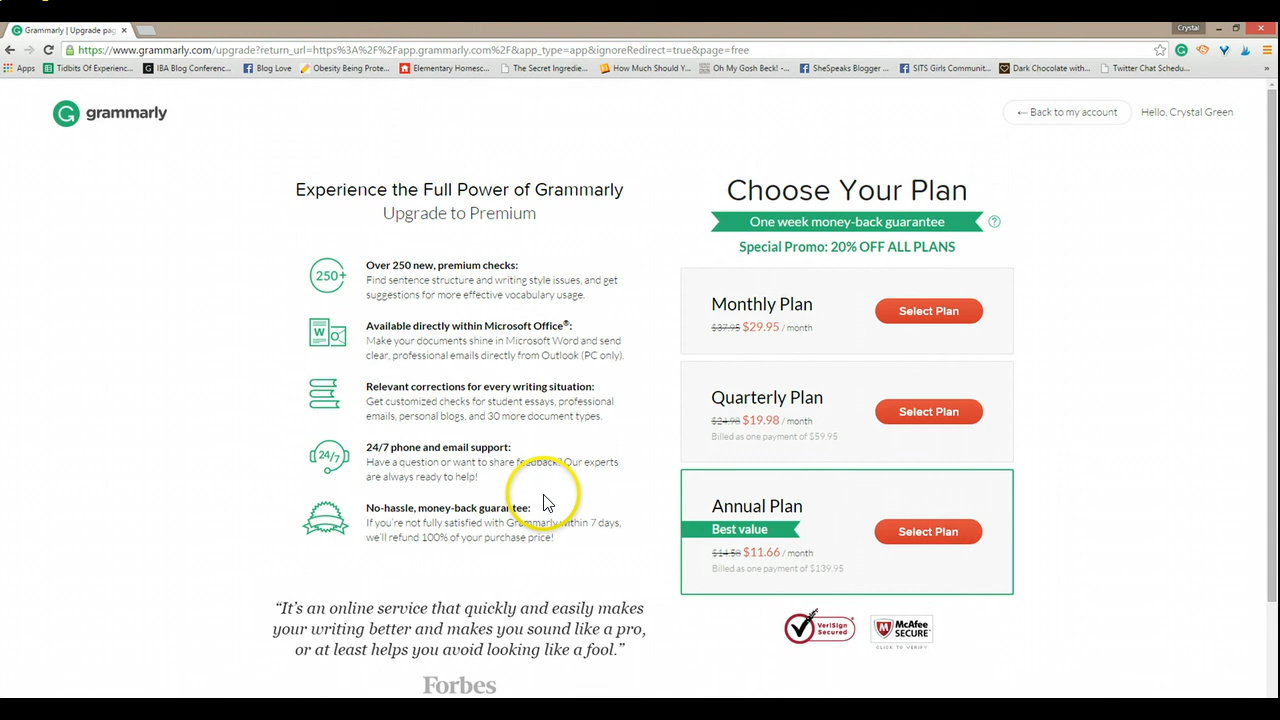 Grammarly | Upgrade pag
Crystal
https://www.grammarly.com/upgrade?return_url=https%3A%2F%2Fapp.grammarly.com%2F&app_type=app&ignoreRedirect=true&page=free
Apps Tidbits Of Experienc... IBA Blog Conferenc... Blog Love Obesity Being Prote... Elementary Homesc... The Secret Ingredie... How Much Should Y... Oh My Gosh Beck! -... SheSpeaks Blogger ... SITS Girls Communit... Dark Chocolate with... Twitter Chat Schedu... »
grammarly
← Back to my account
Hello, Crystal Green
Experience the Full Power of Grammarly
Upgrade to Premium
250+
Over 250 new, premium checks:
Find sentence structure and writing style issues, and get
suggestions for more effective vocabulary usage.
W
Available directly within Microsoft Office®:
Make your documents shine in Microsoft Word and send
clear, professional emails directly from Outlook (PC only).
Relevant corrections for every writing situation:
Get customized checks for student essays, professional
emails, personal blogs, and 30 more document types.
24/7
24/7 phone and email support:
Have a question or want to share feedback? Our experts
are always ready to help!
No-hassle, money-back guarantee:
If you're not fully satisfied with Grammarly within 7 days,
we'll refund 100% of your purchase price!
“It's an online service that quickly and easily makes
your writing better and makes you sound like a pro,
or at least helps you avoid looking like a fool.”
Forbes
Choose Your Plan
One week money-back guarantee ?
Special Promo: 20% OFF ALL PLANS
Monthly Plan
$37.95 $29.95 / month
Select Plan
Quarterly Plan
$24.98 $19.98 / month
Billed as one payment of $59.95
Select Plan
Annual Plan
Best value
$14.58 $11.66 / month
Billed as one payment of $139.95
Select Plan
VeriSign
Secured
McAfee
SECURE
CLICK TO VERIFY